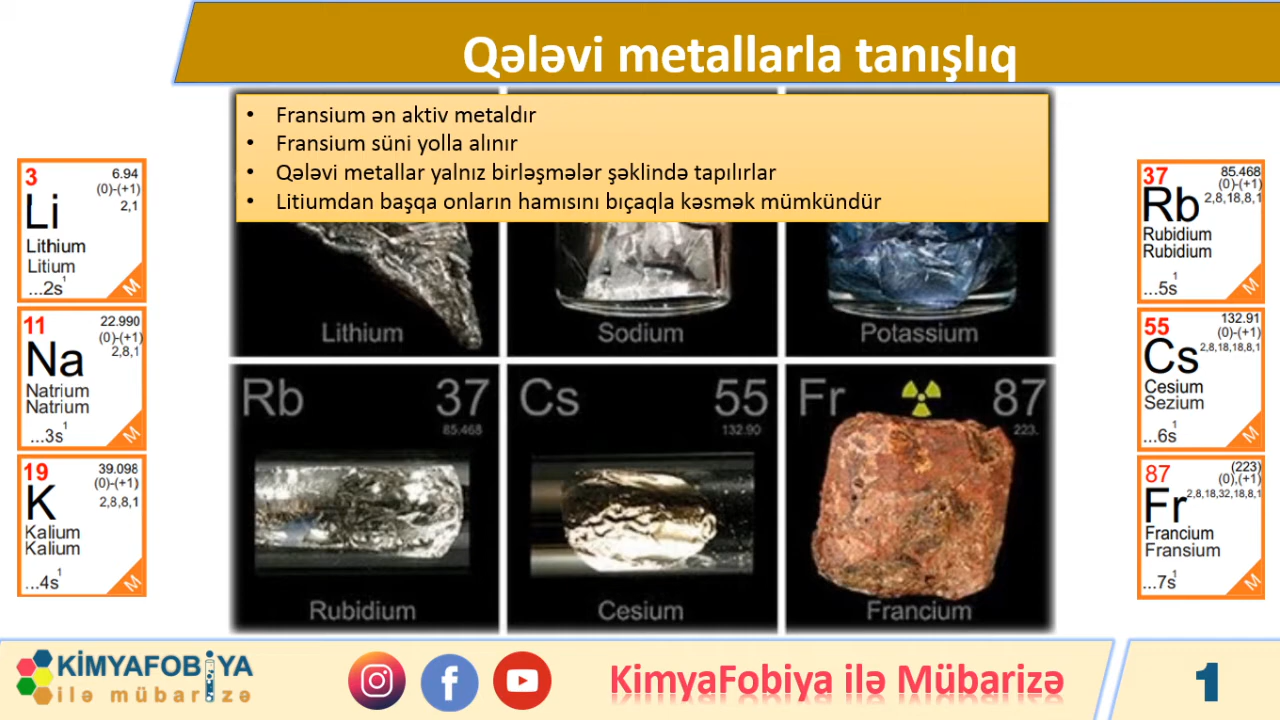 Qələvi metallarla tanışlıq
• Fransium ən aktiv metaldır
• Fransium süni yolla alınır
• Qələvi metallar yalnız birləşmələr şəklində tapılırlar
• Litiumdan başqa onların hamısını bıçaqla kəsmək mümkündür
3
6.94
(0)-(+1)
2,1
Li
Lithium
Litium
...2s¹
M
11
22.990
(0)-(+1)
2,8,1
Na
Natrium
Natrium
...3s¹
M
19
39.098
(0)-(+1)
2,8,8,1
K
Kalium
Kalium
...4s¹
M
Lithium
Sodium
Potassium
Rb 37
85.468
Rubidium
Cs 55
132.90
Cesium
Fr 87
223.
Francium
37
85.468
(0)-(+1)
2,8,18,8,1
Rb
Rubidium
Rubidium
...5s¹
M
55
132.91
(0)-(+1)
2,8,18,18,8,1
Cs
Cesium
Sezium
...6s¹
M
87
(223)
(0),(+1)
2,8,18,32,18,8,1
Fr
Francium
Fransium
...7s¹
M
KİMYAFOBİYA
ilə mübarizə
KimyaFobiya ilə Mübarizə
1